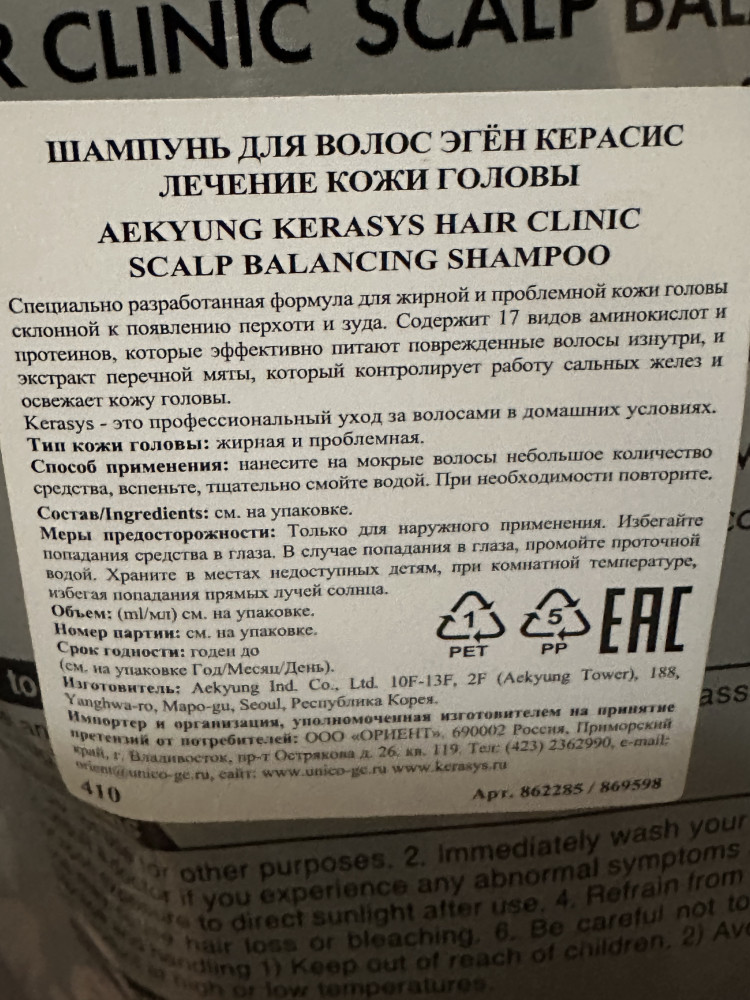 R CLINIC SCALP BAL
ШАМПУНЬ ДЛЯ ВОЛОС ЭГЁН КЕРАСИС
ЛЕЧЕНИЕ КОЖИ ГОЛОВЫ
AEKYUNG KERASYS HAIR CLINIC
SCALP BALANCING SHAMPOO
Специально разработанная формула для жирной и проблемной кожи головы
склонной к появлению перхоти и зуда. Содержит 17 видов аминокислот и
протеинов, которые эффективно питают поврежденные волосы изнутри, и
экстракт перечной мяты, который контролирует работу сальных желез и
освежает кожу головы.
Kerasys - это профессиональный уход за волосами в домашних условиях.
Тип кожи головы: жирная и проблемная.
Способ применения: нанесите на мокрые волосы небольшое количество
средства, вспеньте, тщательно смойте водой. При необходимости повторите.
Состав/Ingredients: см. на упаковке.
Меры предосторожности: Только для наружного применения. Избегайте
попадания средства в глаза. В случае попадания в глаза, промойте проточной
водой. Храните в местах недоступных детям, при комнатной температуре,
избегая попадания прямых лучей солнца.
Объем: (ml/мл) см. на упаковке.
Номер партии: см. на упаковке.
Срок годности: годен до
(см. на упаковке Год/Месяц/День).
1
PET
5
PP
EAC
Изготовитель: Aekyung Ind. Co., Ltd. 10F-13F, 2F (Aekyung Tower), 188,
Yanghwa-ro, Mapo-gu, Seoul, Республика Корея.
Импортер и организация, уполномоченная изготовителем на принятие
претензий от потребителей: ООО «ОРИЕНТ», 690002 Россия, Приморский
край, г. Владивосток, пр-т Острякова д. 26. кв. 119. Тел: (423) 2362990, e-mail:
orient@unico-gc.ru, сайт: www.unico-gc.ru www.kerasys.ru
410
Арт. 862285 / 869598
to
ass
or other purposes. 2. Immediately wash your
if you experience any abnormal symptoms
to direct sunlight after use. 4. Refrain from
hair loss or bleaching. 6. Be careful not to
handling 1) Keep out of reach of children. 2) Avo
high or low temperatures.